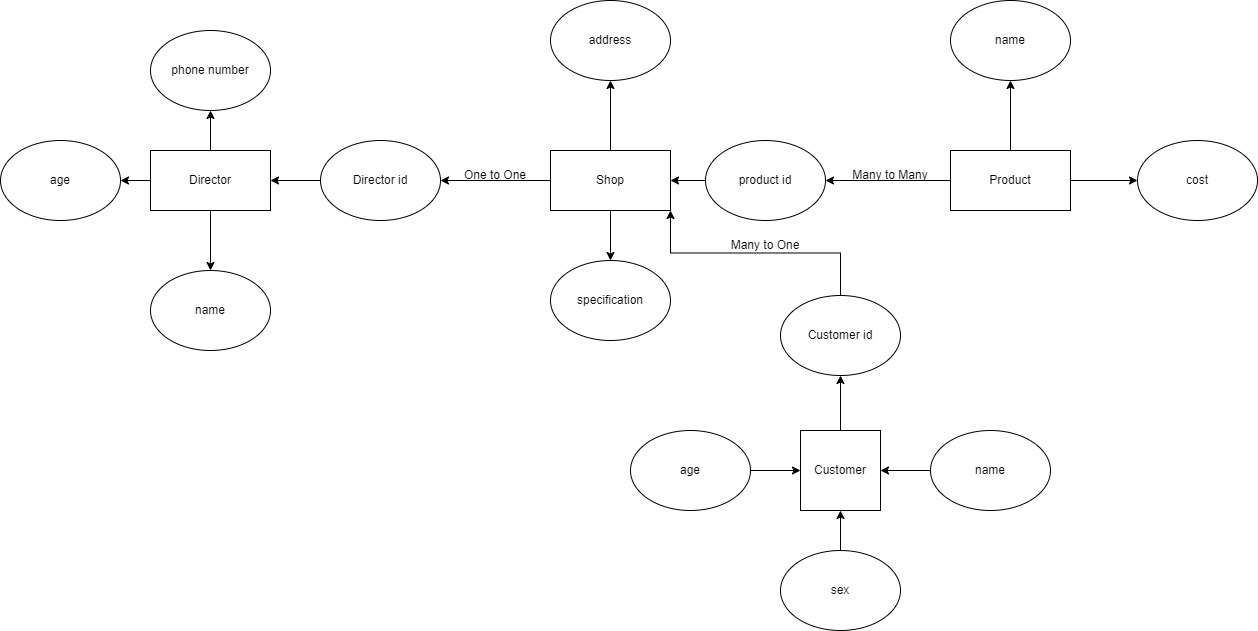 address
name
phone number
age
Director
Director id
One to One
Shop
product id
Many to Many
Product
cost
Many to One
name
specification
Customer id
age
Customer
name
sex